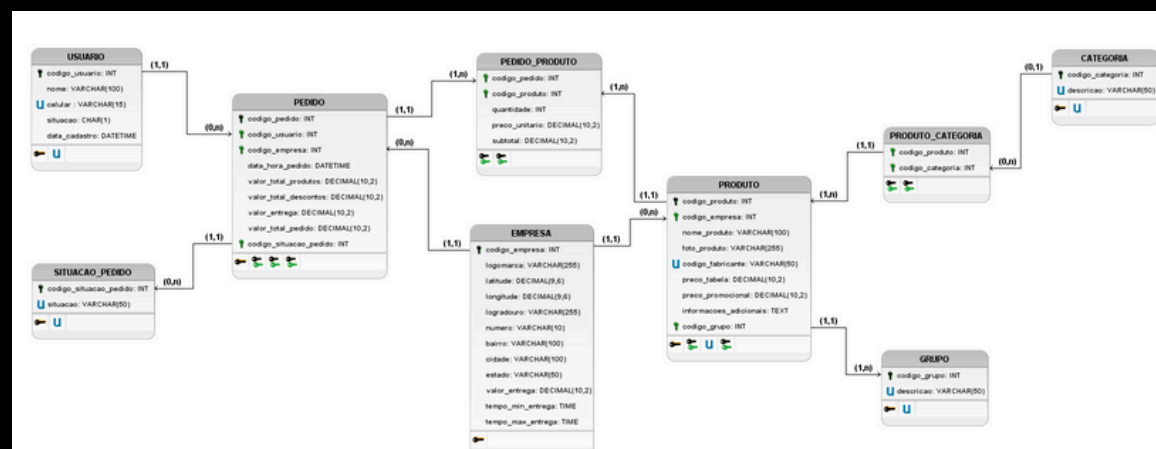 USUARIO
codigo_usuario: INT
nome: VARCHAR(100)
celular : VARCHAR(15)
situacao: CHAR(1)
data_cadastro: DATETIME
(1,1)
(0,n)
PEDIDO
codigo_pedido: INT
codigo_usuario: INT
codigo_empresa: INT
data_hora_pedido: DATETIME
valor_total_produtos: DECIMAL(10,2)
valor_total_descontos: DECIMAL(10,2)
valor_entrega: DECIMAL(10,2)
valor_total_pedido: DECIMAL(10,2)
codigo_situacao_pedido: INT
(1,1)
(0,n)
SITUACAO_PEDIDO
codigo_situacao_pedido: INT
situacao: VARCHAR(50)
(1,1)
(1,n)
PEDIDO_PRODUTO
codigo_pedido: INT
codigo_produto: INT
quantidade: INT
preco_unitario: DECIMAL(10,2)
subtotal: DECIMAL(10,2)
(1,n)
(1,1)
(0,n)
(1,1)
EMPRESA
codigo_empresa: INT
logomarca: VARCHAR(255)
latitude: DECIMAL(9,6)
longitude: DECIMAL(9,6)
logradouro: VARCHAR(255)
numero: VARCHAR(10)
bairro: VARCHAR(100)
cidade: VARCHAR(100)
estado: VARCHAR(50)
valor_entrega: DECIMAL(10,2)
tempo_min_entrega: TIME
tempo_max_entrega: TIME
(1,1)
(0,n)
PRODUTO
codigo_produto: INT
codigo_empresa: INT
nome_produto: VARCHAR(100)
foto_produto: VARCHAR(255)
codigo_fabricante: VARCHAR(50)
preco_tabela: DECIMAL(10,2)
preco_promocional: DECIMAL(10,2)
informacoes_adicionais: TEXT
codigo_grupo: INT
(1,1)
(1,n)
PRODUTO_CATEGORIA
codigo_produto: INT
codigo_categoria: INT
(0,1)
(0,n)
CATEGORIA
codigo_categoria: INT
descricao: VARCHAR(50)
(1,1)
(1,n)
GRUPO
codigo_grupo: INT
descricao: VARCHAR(50)